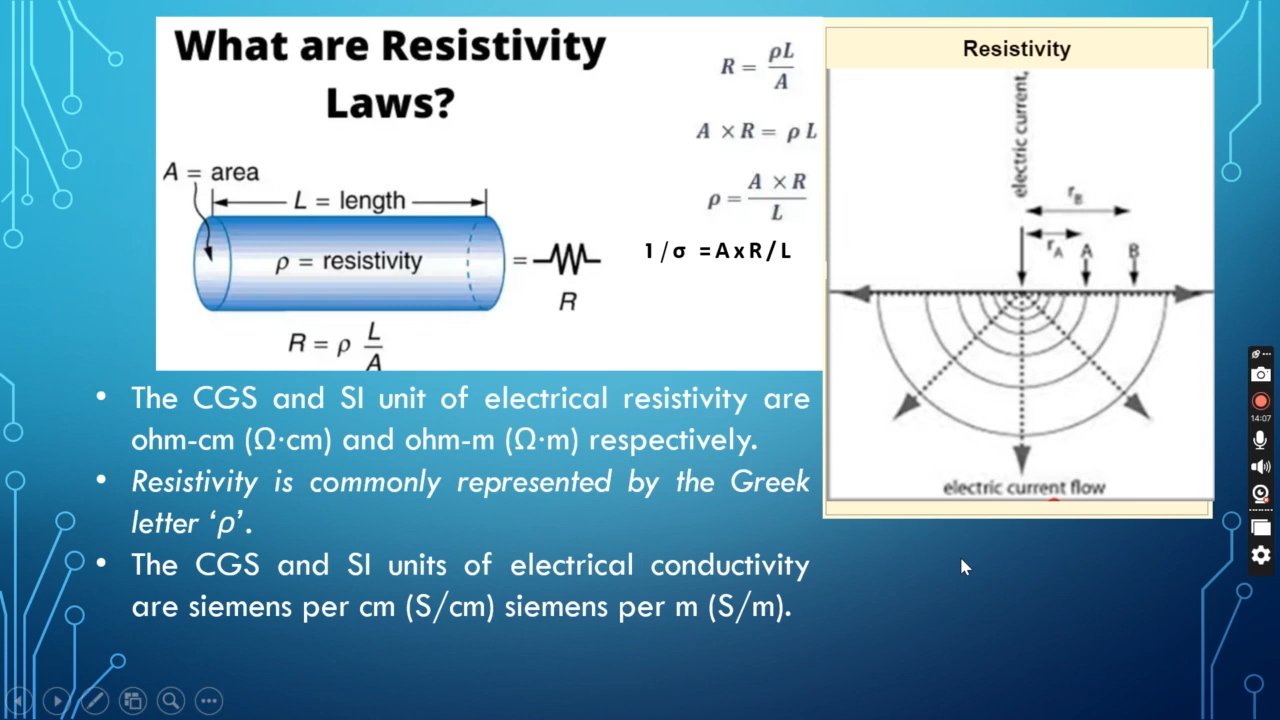 What are Resistivity
Laws?
R = ρL / A
A × R = ρ L
ρ = A × R / L
1 / σ = A x R / L
A = area
L = length
ρ = resistivity
=
R
R = ρ L / A
• The CGS and SI unit of electrical resistivity are
ohm-cm (Ω·cm) and ohm-m (Ω·m) respectively.
• Resistivity is commonly represented by the Greek
letter ‘ρ’.
• The CGS and SI units of electrical conductivity
are siemens per cm (S/cm) siemens per m (S/m).
Resistivity
electric current,
rB
rA
A
B
electric current flow
14:07